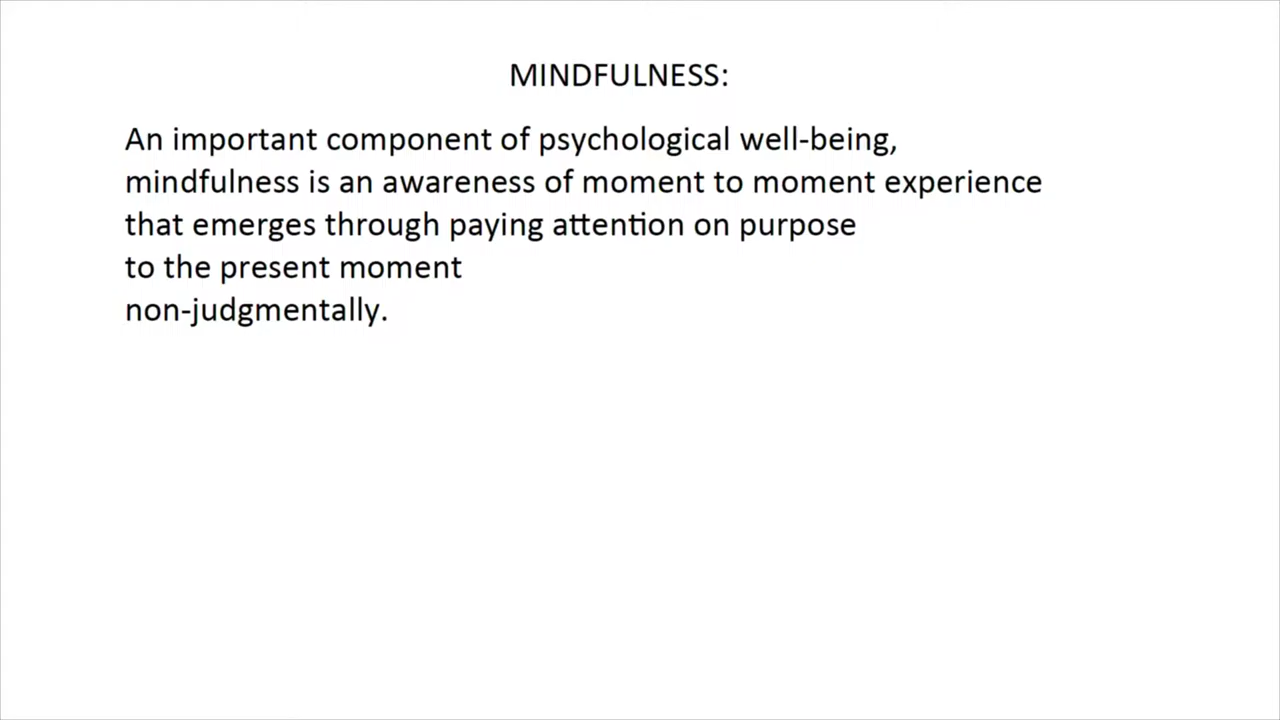 MINDFULNESS:
An important component of psychological well-being,
mindfulness is an awareness of moment to moment experience
that emerges through paying attention on purpose
to the present moment
non-judgmentally.